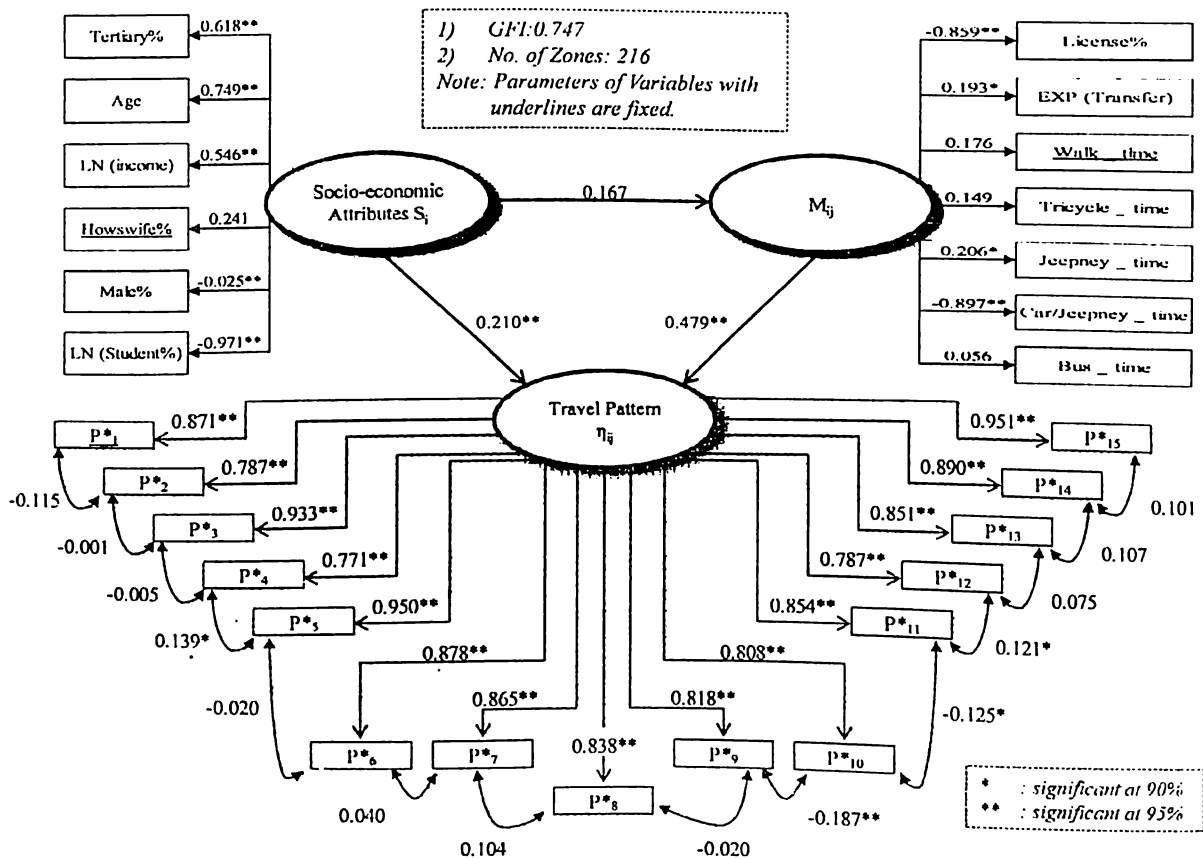 1) GFI:0.747
2) No. of Zones: 216
Note: Parameters of Variables with
underlines are fixed.
Tertiary%
0.618**
Age
0.749**
LN (income)
0.546**
Howswife%
0.241
Male%
-0.025**
LN (Student%)
-0.971**
Socio-economic
Attributes Si
0.167
Mij
-0.859**
License%
0.193*
EXP (Transfer)
0.176
Walk _ time
0.149
Tricycle _ time
0.206*
Jeepney _ time
-0.897**
Car/Jeepney _ time
0.056
Bus _ time
0.210**
0.479**
Travel Pattern
ηij
0.871**
P*1
0.787**
P*2
0.933**
P*3
0.771**
P*4
0.950**
P*5
0.878**
P*6
0.865**
P*7
0.838**
P*8
0.818**
P*9
0.808**
P*10
0.854**
P*11
0.787**
P*12
0.851**
P*13
0.890**
P*14
0.951**
P*15
-0.115
-0.001
-0.005
0.139*
-0.020
0.040
0.104
-0.020
-0.187**
-0.125*
0.121*
0.075
0.107
0.101
* : significant at 90%
** : significant at 95%